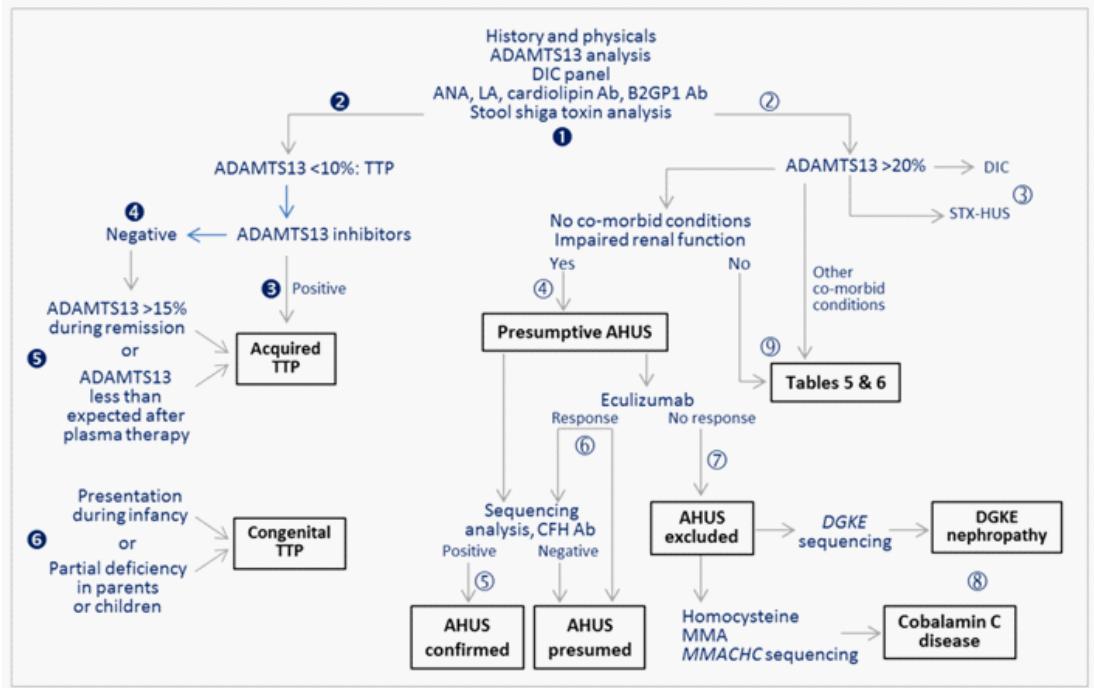 History and physicals
ADAMTS13 analysis
DIC panel
ANA, LA, cardiolipin Ab, B2GP1 Ab
Stool shiga toxin analysis
❶
❷
②
ADAMTS13 <10%: TTP
ADAMTS13 >20%
DIC
③
STX-HUS
❹
Negative
ADAMTS13 inhibitors
❸ Positive
No co-morbid conditions
Impaired renal function
Yes
No
④
Other
co-morbid
conditions
ADAMTS13 >15%
during remission
or
❺
ADAMTS13
less than
expected after
plasma therapy
Acquired
TTP
Presumptive AHUS
⑨
Tables 5 & 6
Eculizumab
Response
No response
⑥
⑦
Presentation
during infancy
❻
or
Partial deficiency
in parents
or children
Congenital
TTP
Sequencing
analysis, CFH Ab
Positive
Negative
⑤
AHUS
confirmed
AHUS
presumed
AHUS
excluded
DGKE
sequencing
DGKE
nephropathy
⑧
Homocysteine
MMA
MMACHC sequencing
Cobalamin C
disease